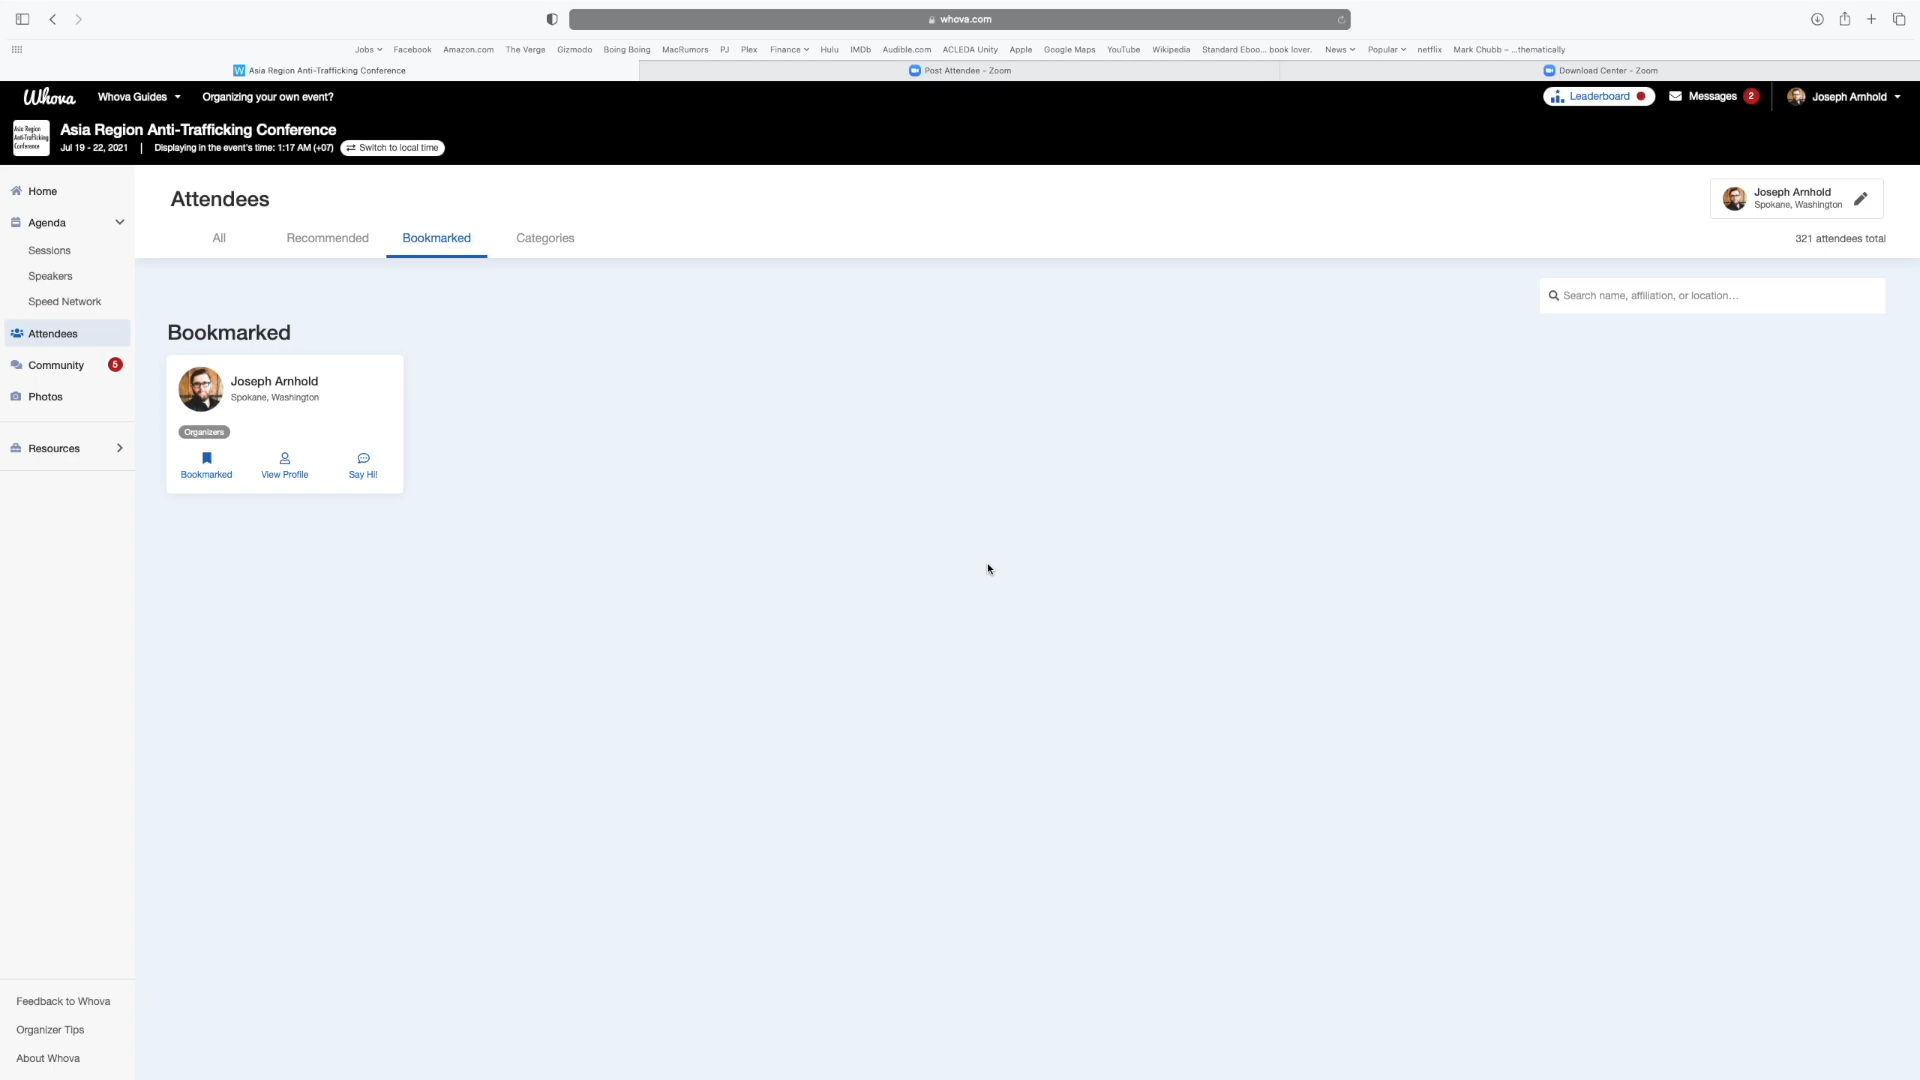 whova.com
Jobs Facebook Amazon.com The Verge Gizmodo Boing Boing MacRumors PJ Plex Finance Hulu IMDb Audible.com ACLEDA Unity Apple Google Maps YouTube Wikipedia Standard Eboo... book lover. News Popular netflix Mark Chubb – ...thematically
W Asia Region Anti-Trafficking Conference Post Attendee - Zoom Download Center - Zoom
Whova Whova Guides Organizing your own event? Leaderboard Messages 2 Joseph Arnhold
Asia Region Anti-Trafficking Conference
Asia Region Anti-Trafficking Conference
Jul 19 - 22, 2021 | Displaying in the event's time: 1:17 AM (+07) Switch to local time
Home
Agenda
Sessions
Speakers
Speed Network
Attendees
Community 5
Photos
Resources
Feedback to Whova
Organizer Tips
About Whova
Attendees
Joseph Arnhold
Spokane, Washington
All Recommended Bookmarked Categories
321 attendees total
Search name, affiliation, or location...
Bookmarked
Joseph Arnhold
Spokane, Washington
Organizers
Bookmarked View Profile Say Hi!